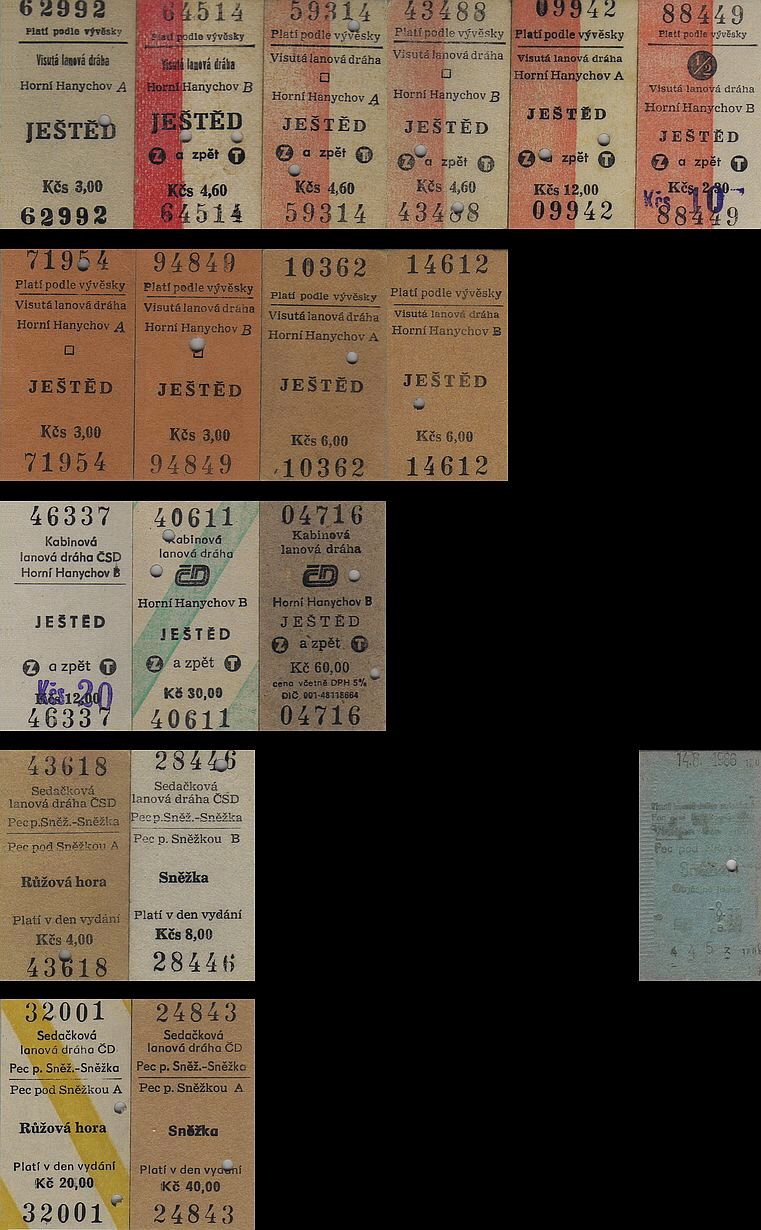 62992
Platí podle vývěsky
Visutá lanová dráha
Horní Hanychov A
JEŠTĚD
Kčs 3,00
62992
64514
Platí podle vývěsky
Visutá lanová dráha
Horní Hanychov B
JEŠTĚD
Z a zpět T
Kčs 4,60
64514
59314
Platí podle vývěsky
Visutá lanová dráha
Horní Hanychov A
JEŠTĚD
Z a zpět
Kčs 4,60
59314
43488
Platí podle vývěsky
Visutá lanová dráha
Horní Hanychov B
JEŠTĚD
Z a zpět
Kčs 4,60
43488
09942
Platí podle vývěsky
Visutá lanová dráha
Horní Hanychov A
JEŠTĚD
Z a zpět T
Kčs 12,00
09942
88449
Platí podle vývěsky
1/2
Visutá lanová dráha
Horní Hanychov B
JEŠTĚD
Z a zpět T
Kčs
Kčs 10
88449
71954
Platí podle vývěsky
Visutá lanová dráha
Horní Hanychov A
JEŠTĚD
Kčs 3,00
71954
94849
Platí podle vývěsky
Visutá lanová dráha
Horní Hanychov B
JEŠTĚD
Kčs 3,00
94849
10362
Platí podle vývěsky
Visutá lanová dráha
Horní Hanychov A
JEŠTĚD
Kčs 6,00
10362
14612
Platí podle vývěsky
Visutá lanová dráha
Horní Hanychov B
JEŠTĚD
Kčs 6,00
14612
46337
Kabinová
lanová dráha ČSD
Horní Hanychov B
JEŠTĚD
Z a zpět T
Kčs 12,00
Kčs 20
46337
40611
Kabinová
lanová dráha
ČD
Horní Hanychov B
JEŠTĚD
Z a zpět T
Kč 30,00
40611
04716
Kabinová
lanová dráha
ČD
Horní Hanychov B
JEŠTĚD
Z a zpět T
Kč 60,00
cena včetně DPH 5%
DIČ 001-48118664
04716
43618
Sedačková
lanová dráha ČSD
Pec p. Sněž.-Sněžka
Pec pod Sněžkou A
Růžová hora
Platí v den vydání
Kčs 4,00
43618
28446
Sedačková
lanová dráha ČSD
Pec p. Sněž.-Sněžka
Pec p. Sněžkou B
Sněžka
Platí v den vydání
Kčs 8,00
28446
14.8. 1986
Pec pod
Sněžka
32001
Sedačková
lanová dráha ČD
Pec p. Sněž.-Sněžka
Pec pod Sněžkou A
Růžová hora
Platí v den vydání
Kč 20,00
32001
24843
Sedačková
lanová dráha ČD
Pec p. Sněž.-Sněžka
Pec p. Sněžkou A
Sněžka
Platí v den vydání
Kč 40,00
24843